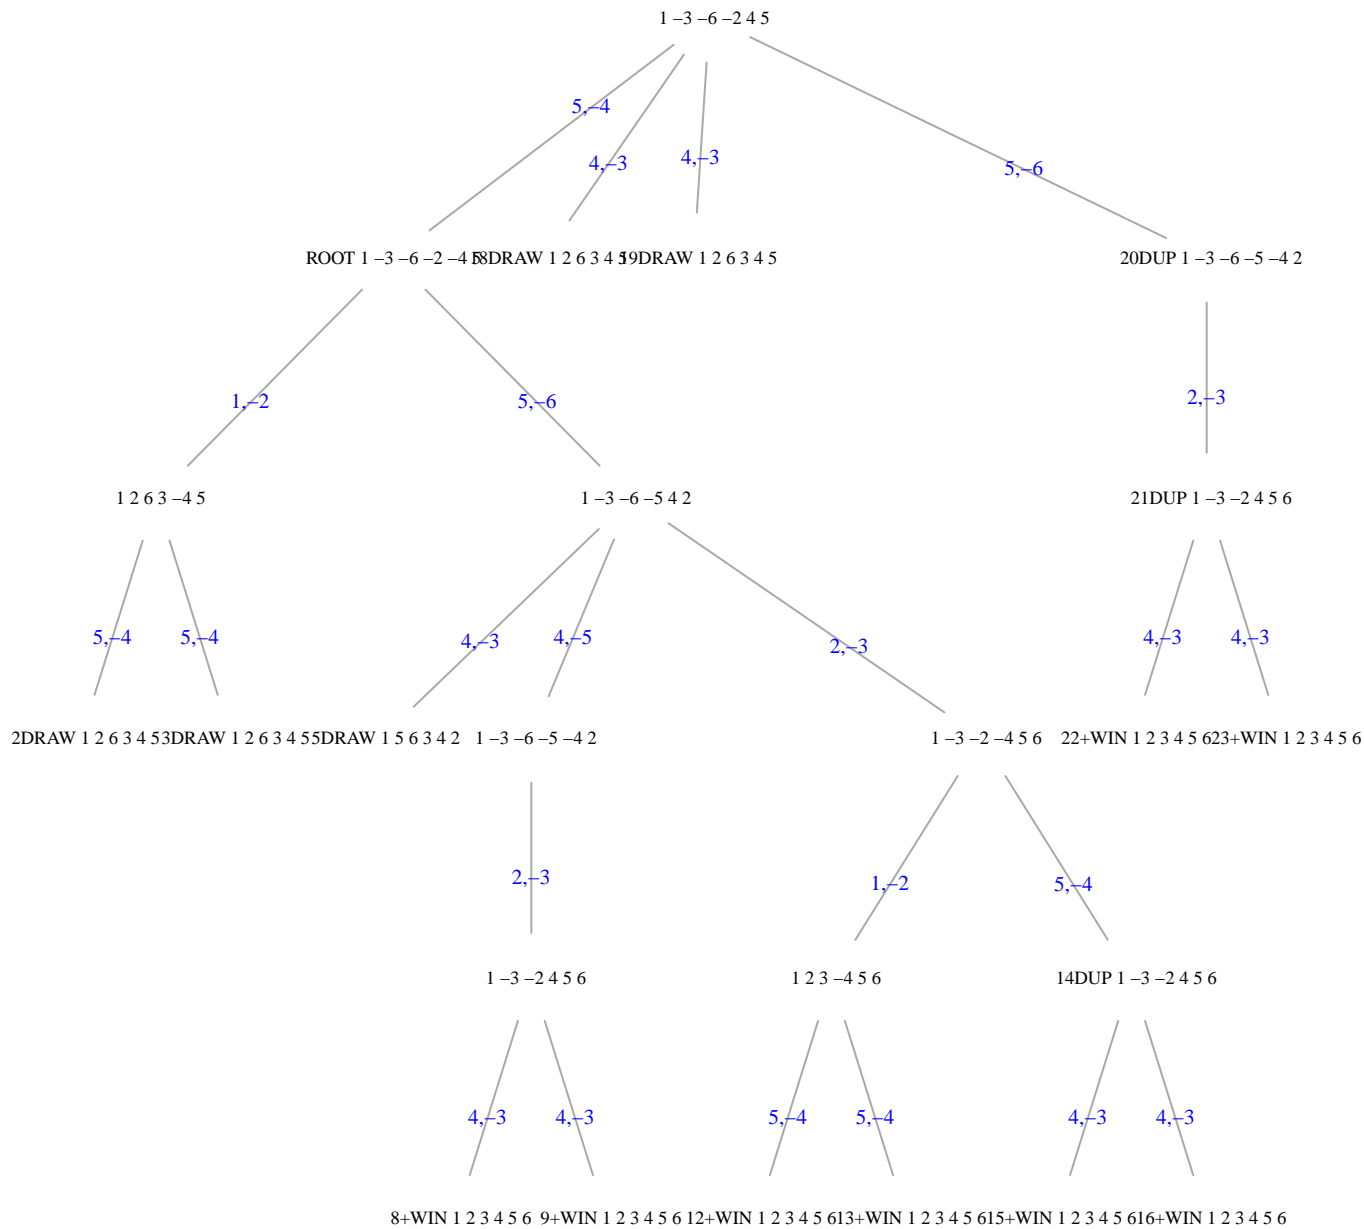 1 –3 –6 –2 4 5
5,–4
4,–3
4,–3
5,–6
ROOT 1 –3 –6 –2 –4 5
18DRAW 1 2 6 3 4 5
19DRAW 1 2 6 3 4 5
20DUP 1 –3 –6 –5 –4 2
1,–2
5,–6
2,–3
1 2 6 3 –4 5
1 –3 –6 –5 4 2
21DUP 1 –3 –2 4 5 6
5,–4
5,–4
4,–3
4,–5
2,–3
4,–3
4,–3
2DRAW 1 2 6 3 4 5
3DRAW 1 2 6 3 4 5
5DRAW 1 5 6 3 4 2
1 –3 –6 –5 –4 2
1 –3 –2 –4 5 6
22+WIN 1 2 3 4 5 6
23+WIN 1 2 3 4 5 6
2,–3
1,–2
5,–4
1 –3 –2 4 5 6
1 2 3 –4 5 6
14DUP 1 –3 –2 4 5 6
4,–3
4,–3
5,–4
5,–4
4,–3
4,–3
8+WIN 1 2 3 4 5 6
9+WIN 1 2 3 4 5 6
12+WIN 1 2 3 4 5 6
13+WIN 1 2 3 4 5 6
15+WIN 1 2 3 4 5 6
16+WIN 1 2 3 4 5 6